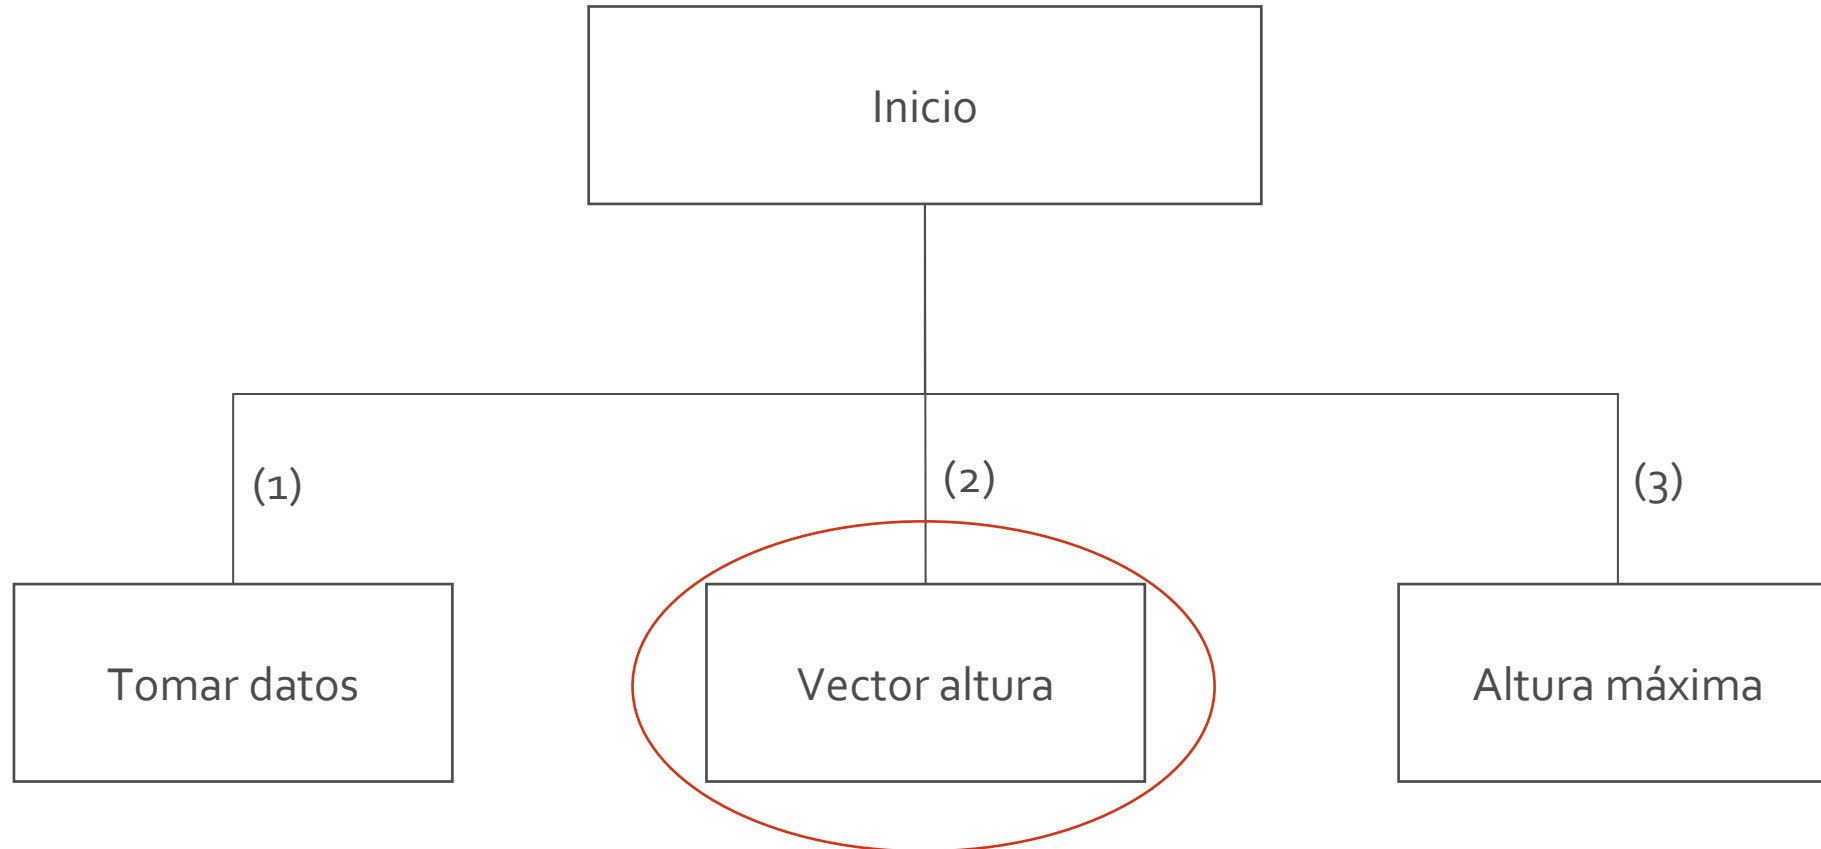 Inicio
(1)
(2)
(3)
Tomar datos
Vector altura
Altura máxima